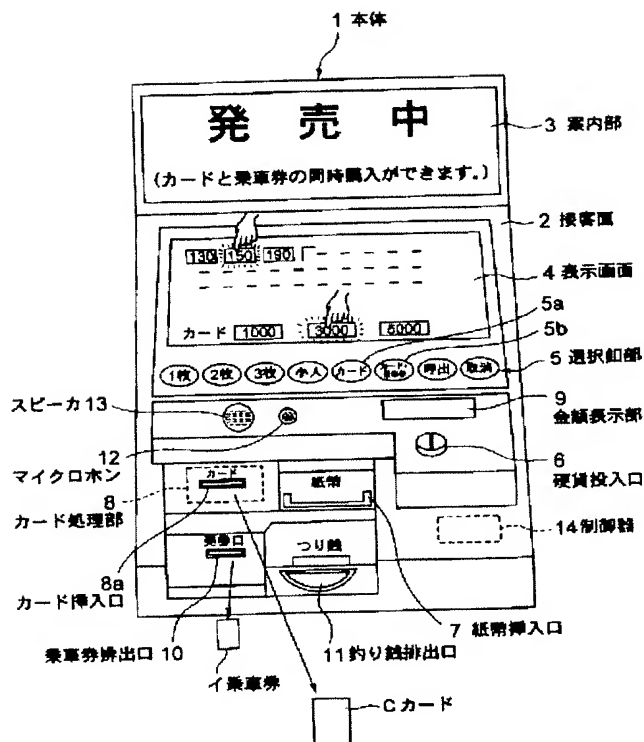 1 本体
発売中
(カードと乗車券の同時購入ができます。)
3 案内部
2 接客面
130 150 190
4 表示画面
5a
カード 1000 3000 5000
5b
1枚 2枚 3枚 小人 カード 呼出 取消
5 選択釦部
スピーカ 13
9
金額表示部
12
マイクロホン
カード
紙幣
6
硬貨投入口
8
カード処理部
14 制御器
発券口
つり銭
8a
カード挿入口
7 紙幣挿入口
乗車券排出口 10
11 釣り銭排出口
イ乗車券
Cカード